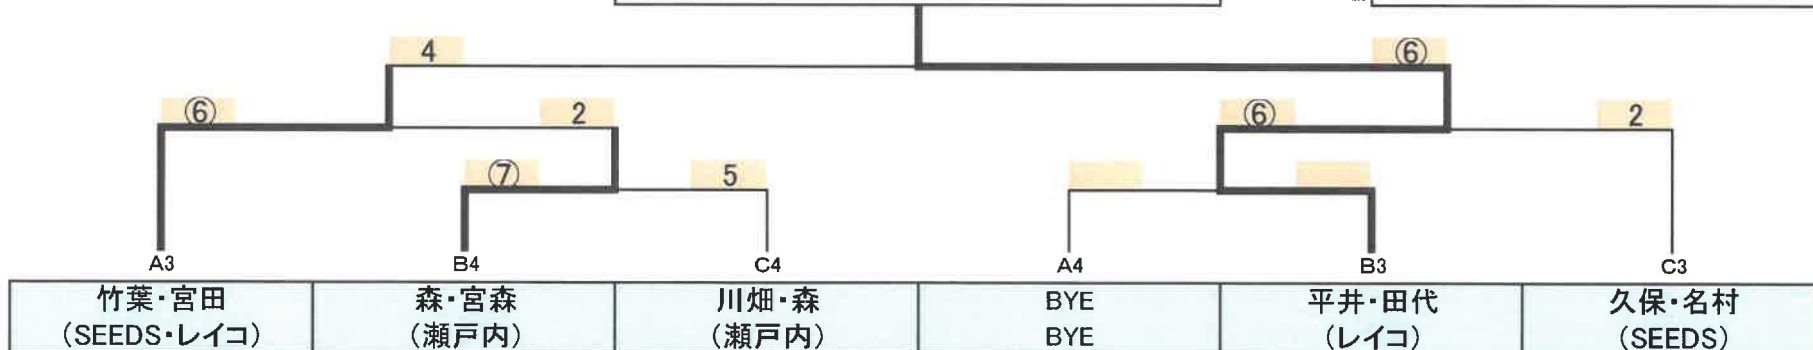 4 ⑥
⑥ 2 ⑥ 2
⑦ 5
A3 B4 C4 A4 B3 C3
竹葉・宮田 森・宮森 川畑・森 BYE 平井・田代 久保・名村
(SEEDS・レイコ) (瀬戸内) (瀬戸内) BYE (レイコ) (SEEDS)